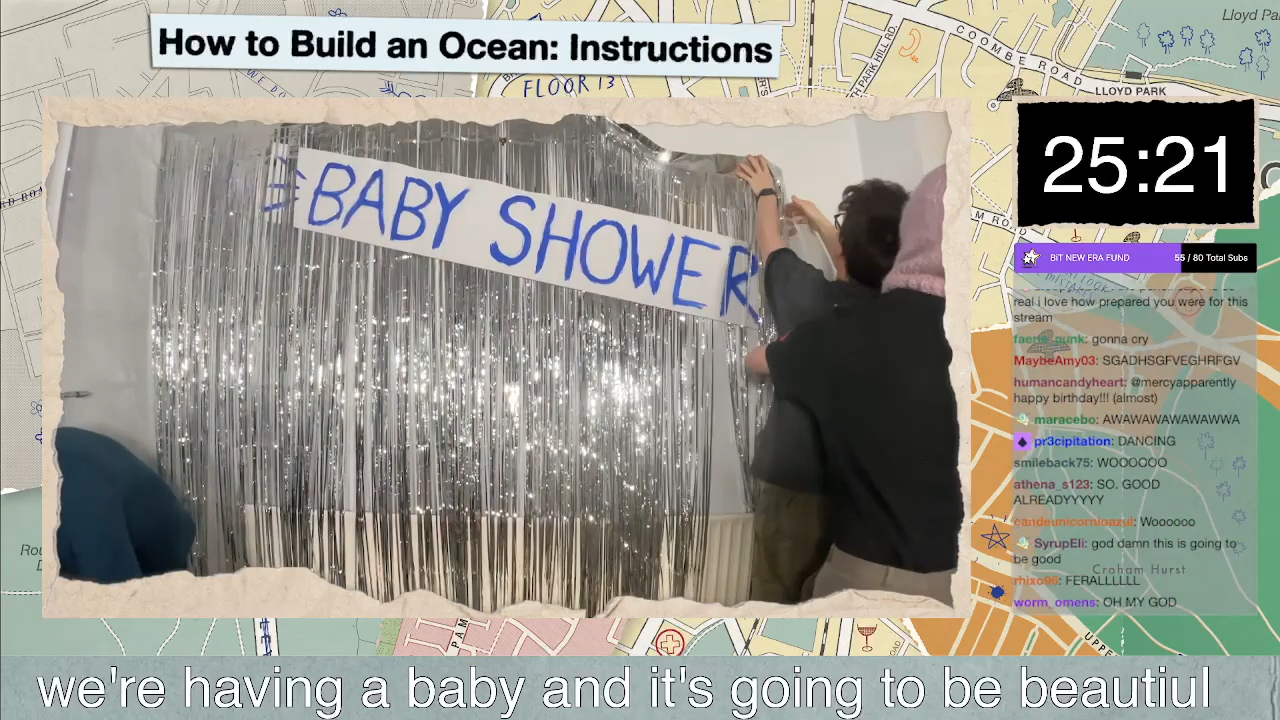 How to Build an Ocean: Instructions
FLOOR 13
COOMBE ROAD
Lloyd Pa
LLOYD PARK
BABY SHOWER
25:21
BiT NEW ERA FUND 55 / 80 Total Subs
real i love how prepared you were for this
stream
faerie_punk: gonna cry
MaybeAmy03: SGADHSGFVEGHRFGV
humancandyheart: @mercyapparently
happy birthday!!! (almost)
maracebo: AWAWAWAWAWAWWA
pr3cipitation: DANCING
smileback75: WOOOOOO
athena_s123: SO. GOOD
ALREADYYYYY
candeunicornioazul: Woooooo
SyrupEli: god damn this is going to
be good
Croham Hurst
rhixo96: FERALLLLLL
worm_omens: OH MY GOD
we're having a baby and it's going to be beautiul